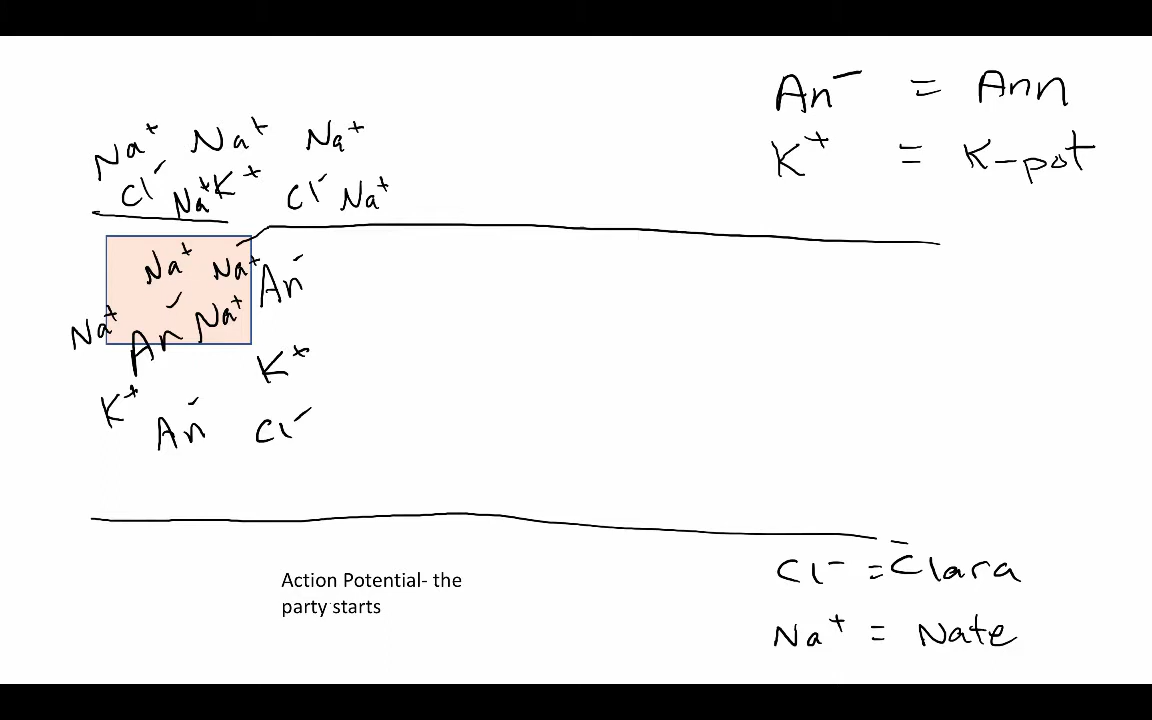 An⁻ = Ann
K⁺ = K-pot
Na⁺ Na⁺ Na⁺
Cl⁻ Na⁺ K⁺ Cl⁻ Na⁺
Na⁺ Na⁺ An⁻
Na⁺ An⁻ Na⁺
K⁺ K⁺
An⁻ Cl⁻
Action Potential- the
party starts
Cl⁻ = Clara
Na⁺ = Nate